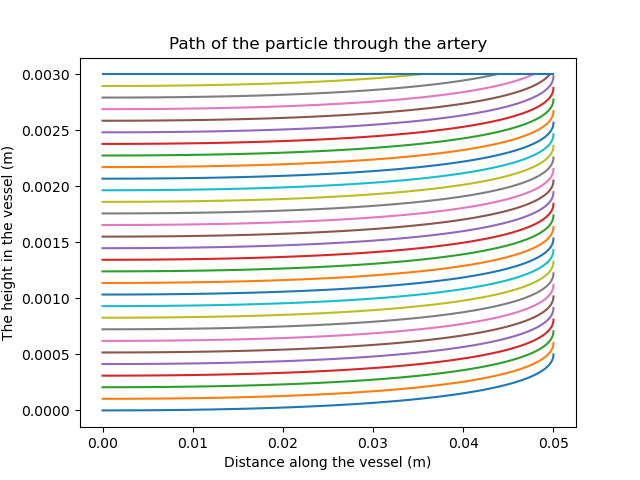 Path of the particle through the artery
The height in the vessel (m)
0.0030
0.0025
0.0020
0.0015
0.0010
0.0005
0.0000
0.00 0.01 0.02 0.03 0.04 0.05
Distance along the vessel (m)